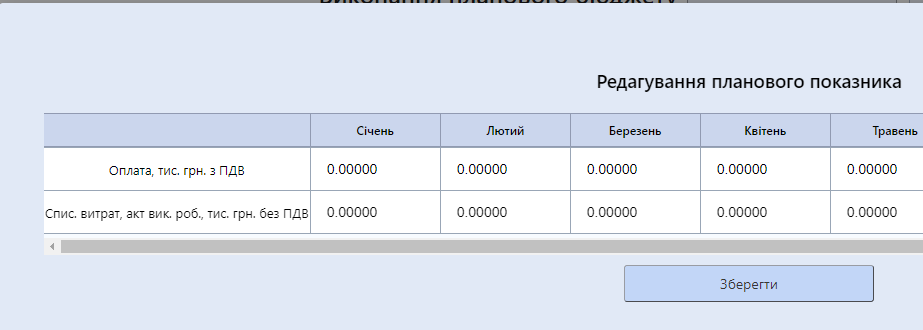 Виконання планового бюджету
Редагування планового показника
Січень Лютий Березень Квітень Травень
Оплата, тис. грн. з ПДВ 0.00000 0.00000 0.00000 0.00000 0.00000
Спис. витрат, акт вик. роб., тис. грн. без ПДВ 0.00000 0.00000 0.00000 0.00000 0.00000
Зберегти